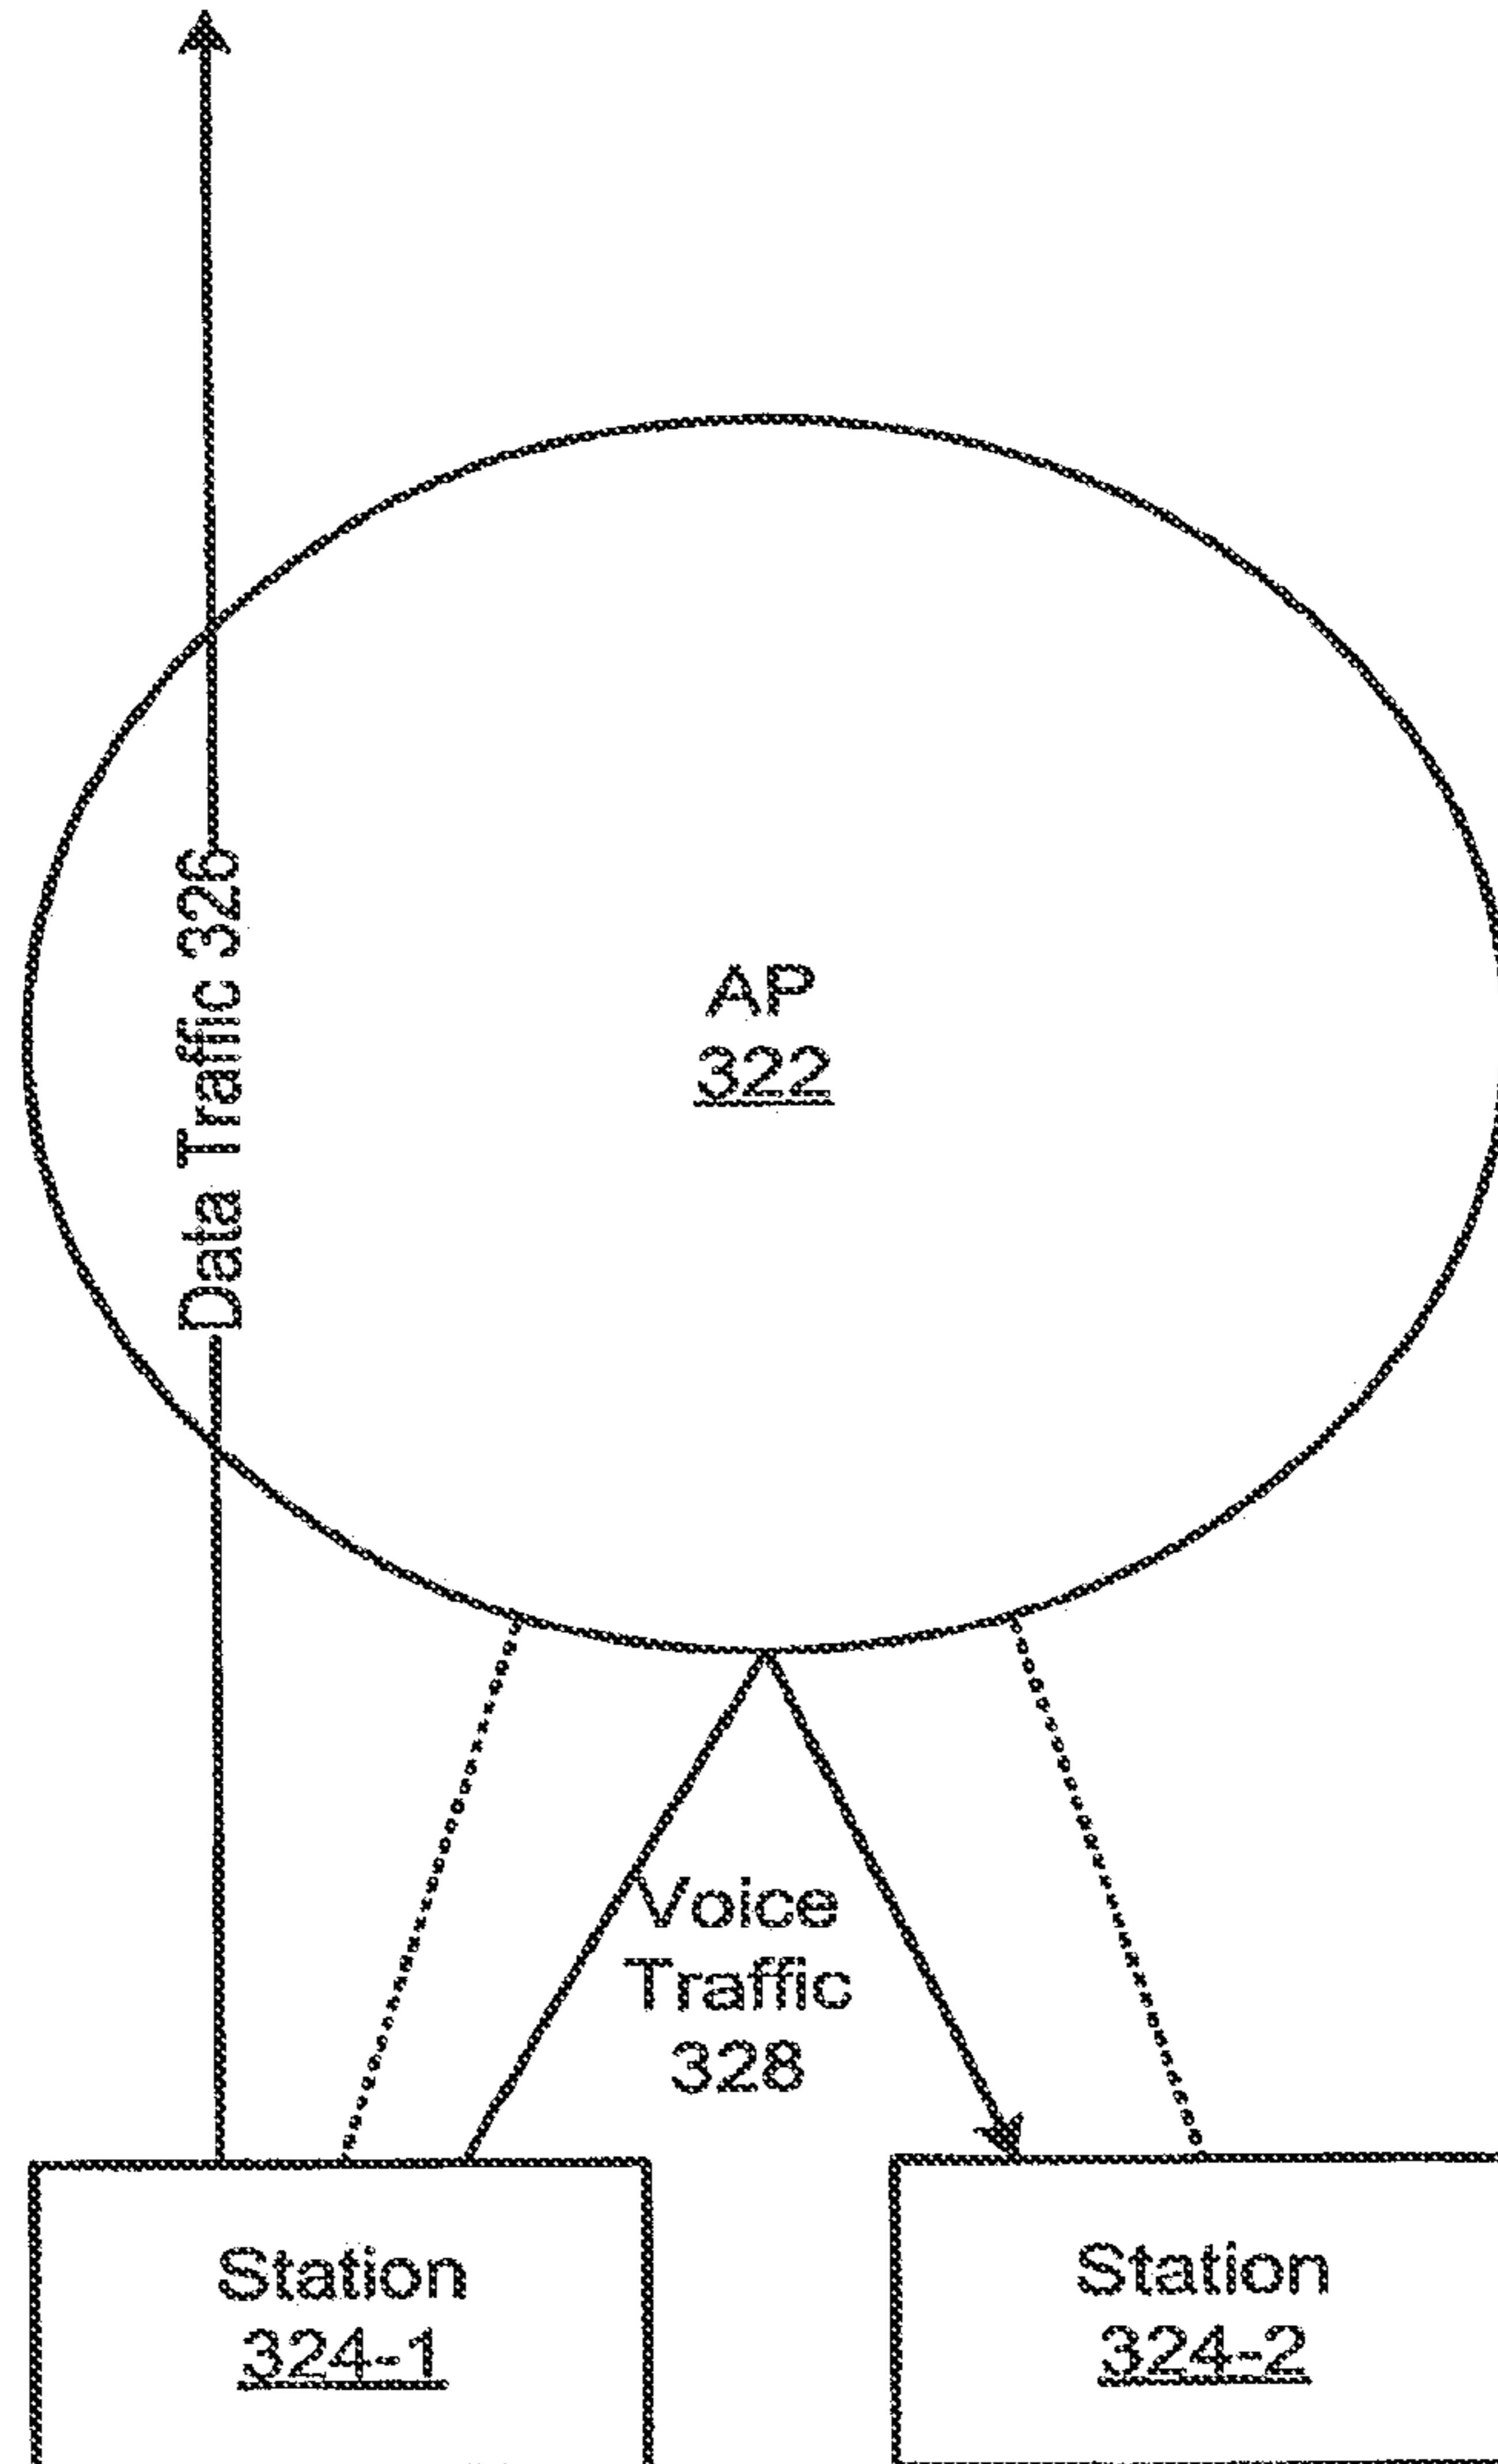 Data Traffic 326
AP
322
Voice
Traffic
328
Station
324-1
Station
324-2